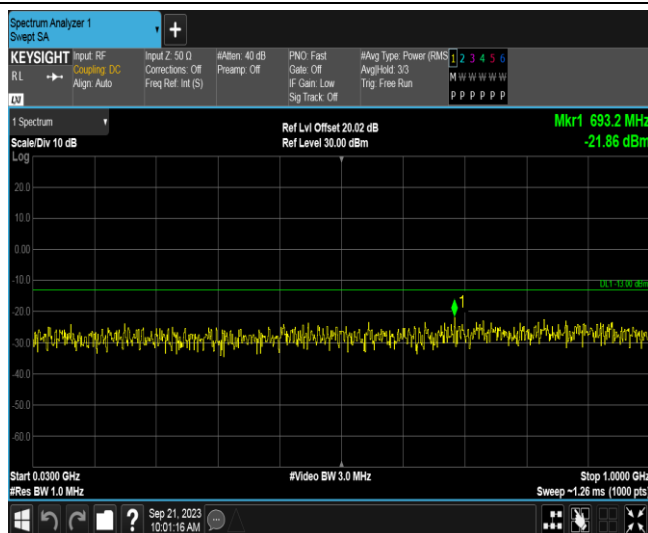 Spectrum Analyzer 1
Swept SA
+
KEYSIGHT
RL
LXI
Input: RF
Coupling: DC
Align: Auto
Input Z: 50 Ω
Corrections: Off
Freq Ref: Int (S)
#Atten: 40 dB
Preamp: Off
PNO: Fast
Gate: Off
IF Gain: Low
Sig Track: Off
#Avg Type: Power (RMS
Avg|Hold: 3/3
Trig: Free Run
1 2 3 4 5 6
M W W W W W
P P P P P P
1 Spectrum
Scale/Div 10 dB
Log
Ref Lvl Offset 20.02 dB
Ref Level 30.00 dBm
Mkr1 693.2 MHz
-21.86 dBm
20.0
10.0
0.00
-10.0
DL1 -13.00 dBm
1
-20.0
-30.0
-40.0
-50.0
-60.0
Start 0.0300 GHz
#Video BW 3.0 MHz
Stop 1.0000 GHz
#Res BW 1.0 MHz
Sweep ~1.26 ms (1000 pts)
?
Sep 21, 2023
10:01:16 AM